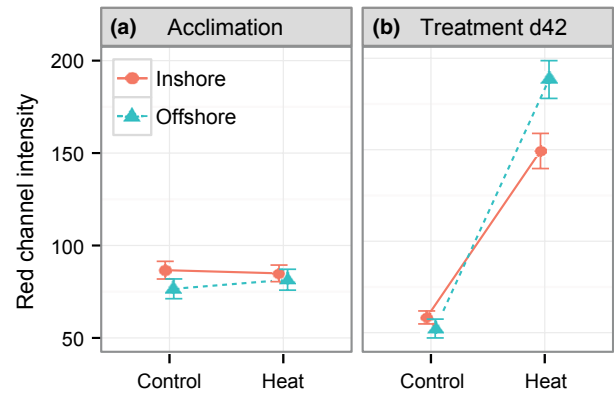 (a) Acclimation
(b) Treatment d42
200
150
100
50
Red channel intensity
Inshore
Offshore
Control
Heat
Control
Heat